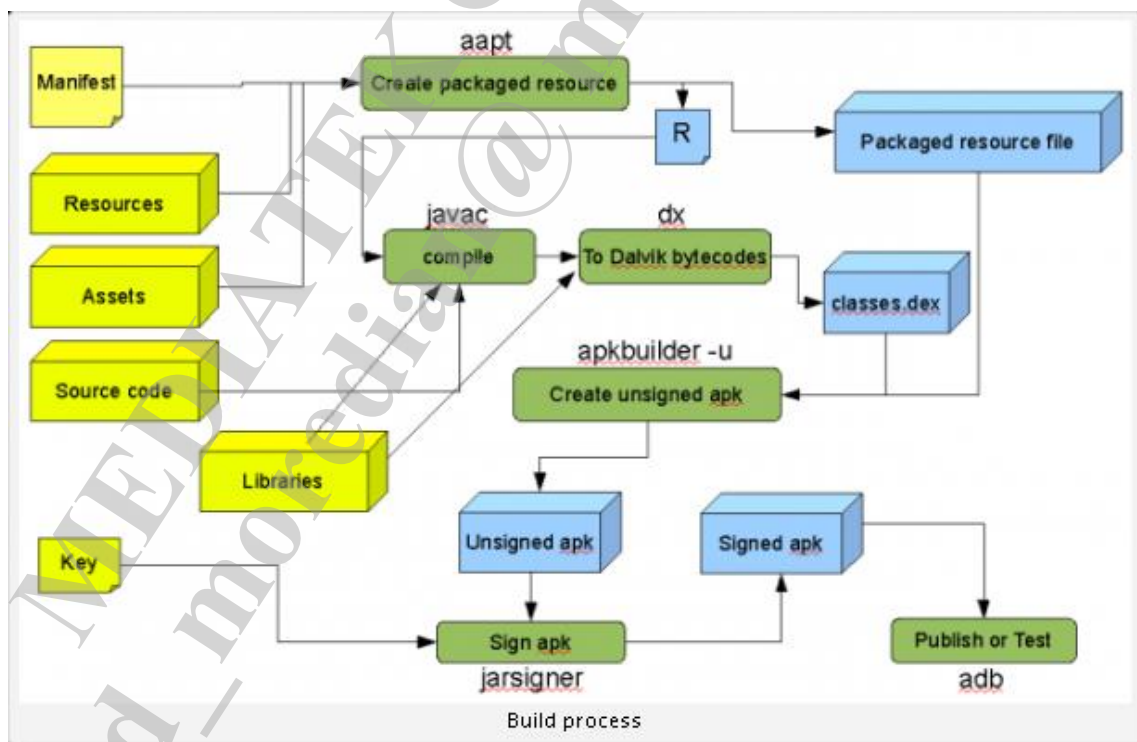 aapt
Manifest
Create packaged resource
R
Packaged resource file
Resources
javac
dx
compile
To Dalvik bytecodes
Assets
classes.dex
apkbuilder -u
Source code
Create unsigned apk
Libraries
Unsigned apk
Signed apk
Key
Sign apk
Publish or Test
jarsigner
adb
Build process
MEDIATEK